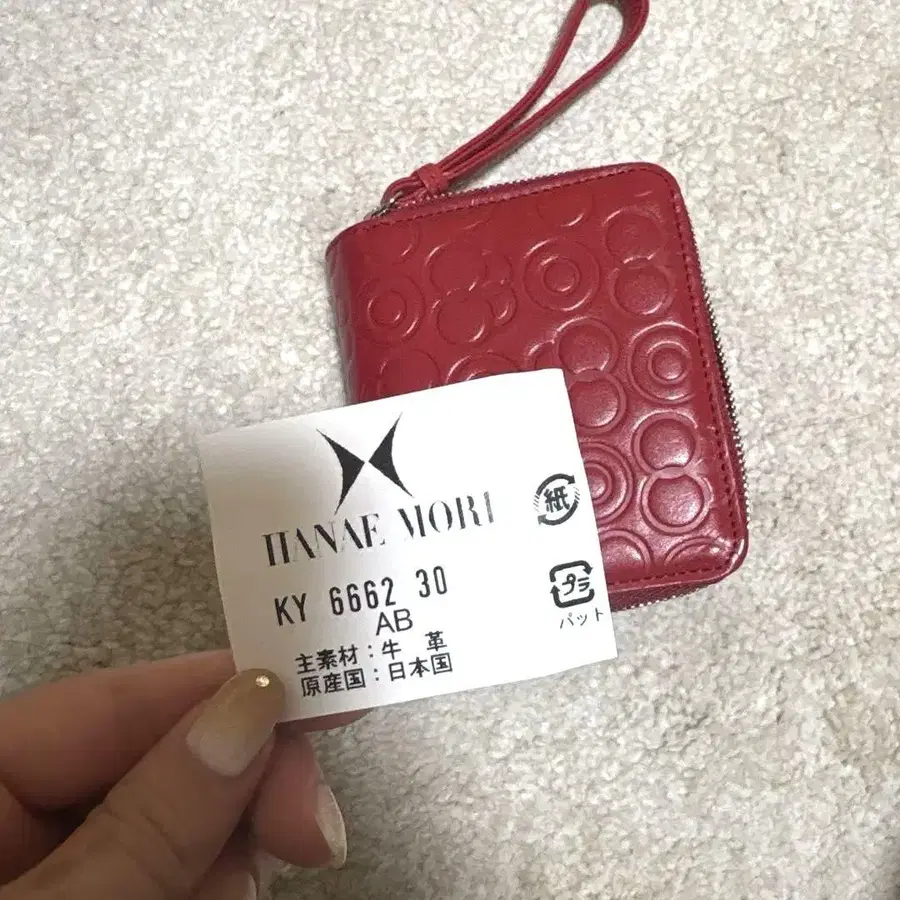 HANAE MORI
KY 6662 30
AB
主素材：牛 革
原産国：日本国
紙
プラ
パット